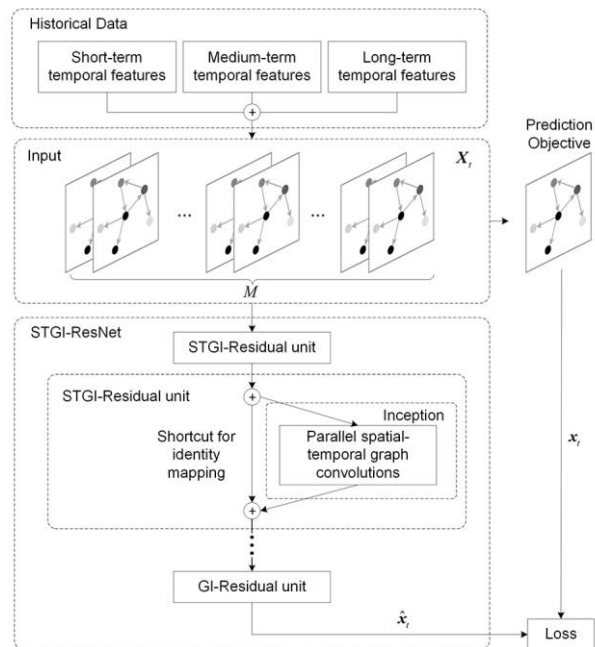 Historical Data
Short-term
temporal features
Medium-term
temporal features
Long-term
temporal features
+
Input
X_t
...
...
M
Prediction
Objective
STGI-ResNet
STGI-Residual unit
STGI-Residual unit
+
Inception
Shortcut for
identity
mapping
Parallel spatial-
temporal graph
convolutions
+
x_t
GI-Residual unit
x̂_t
Loss